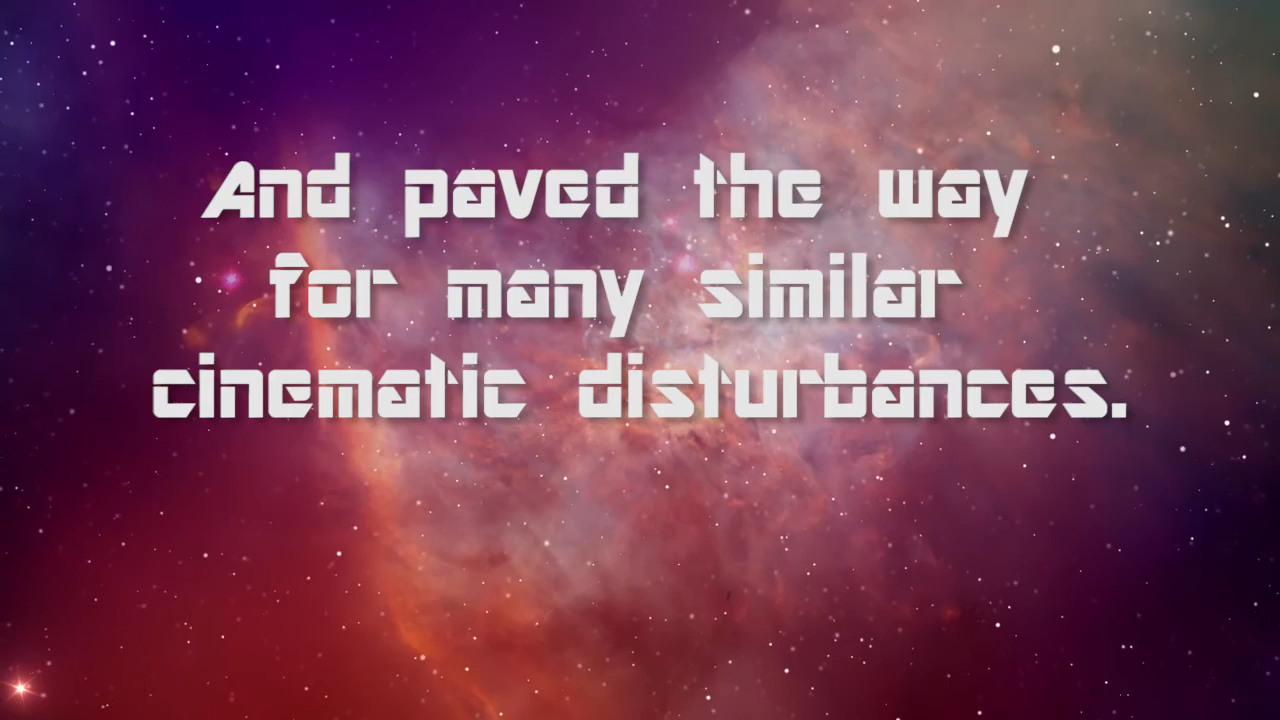 And paved the way
for many similar
cinematic disturbances.